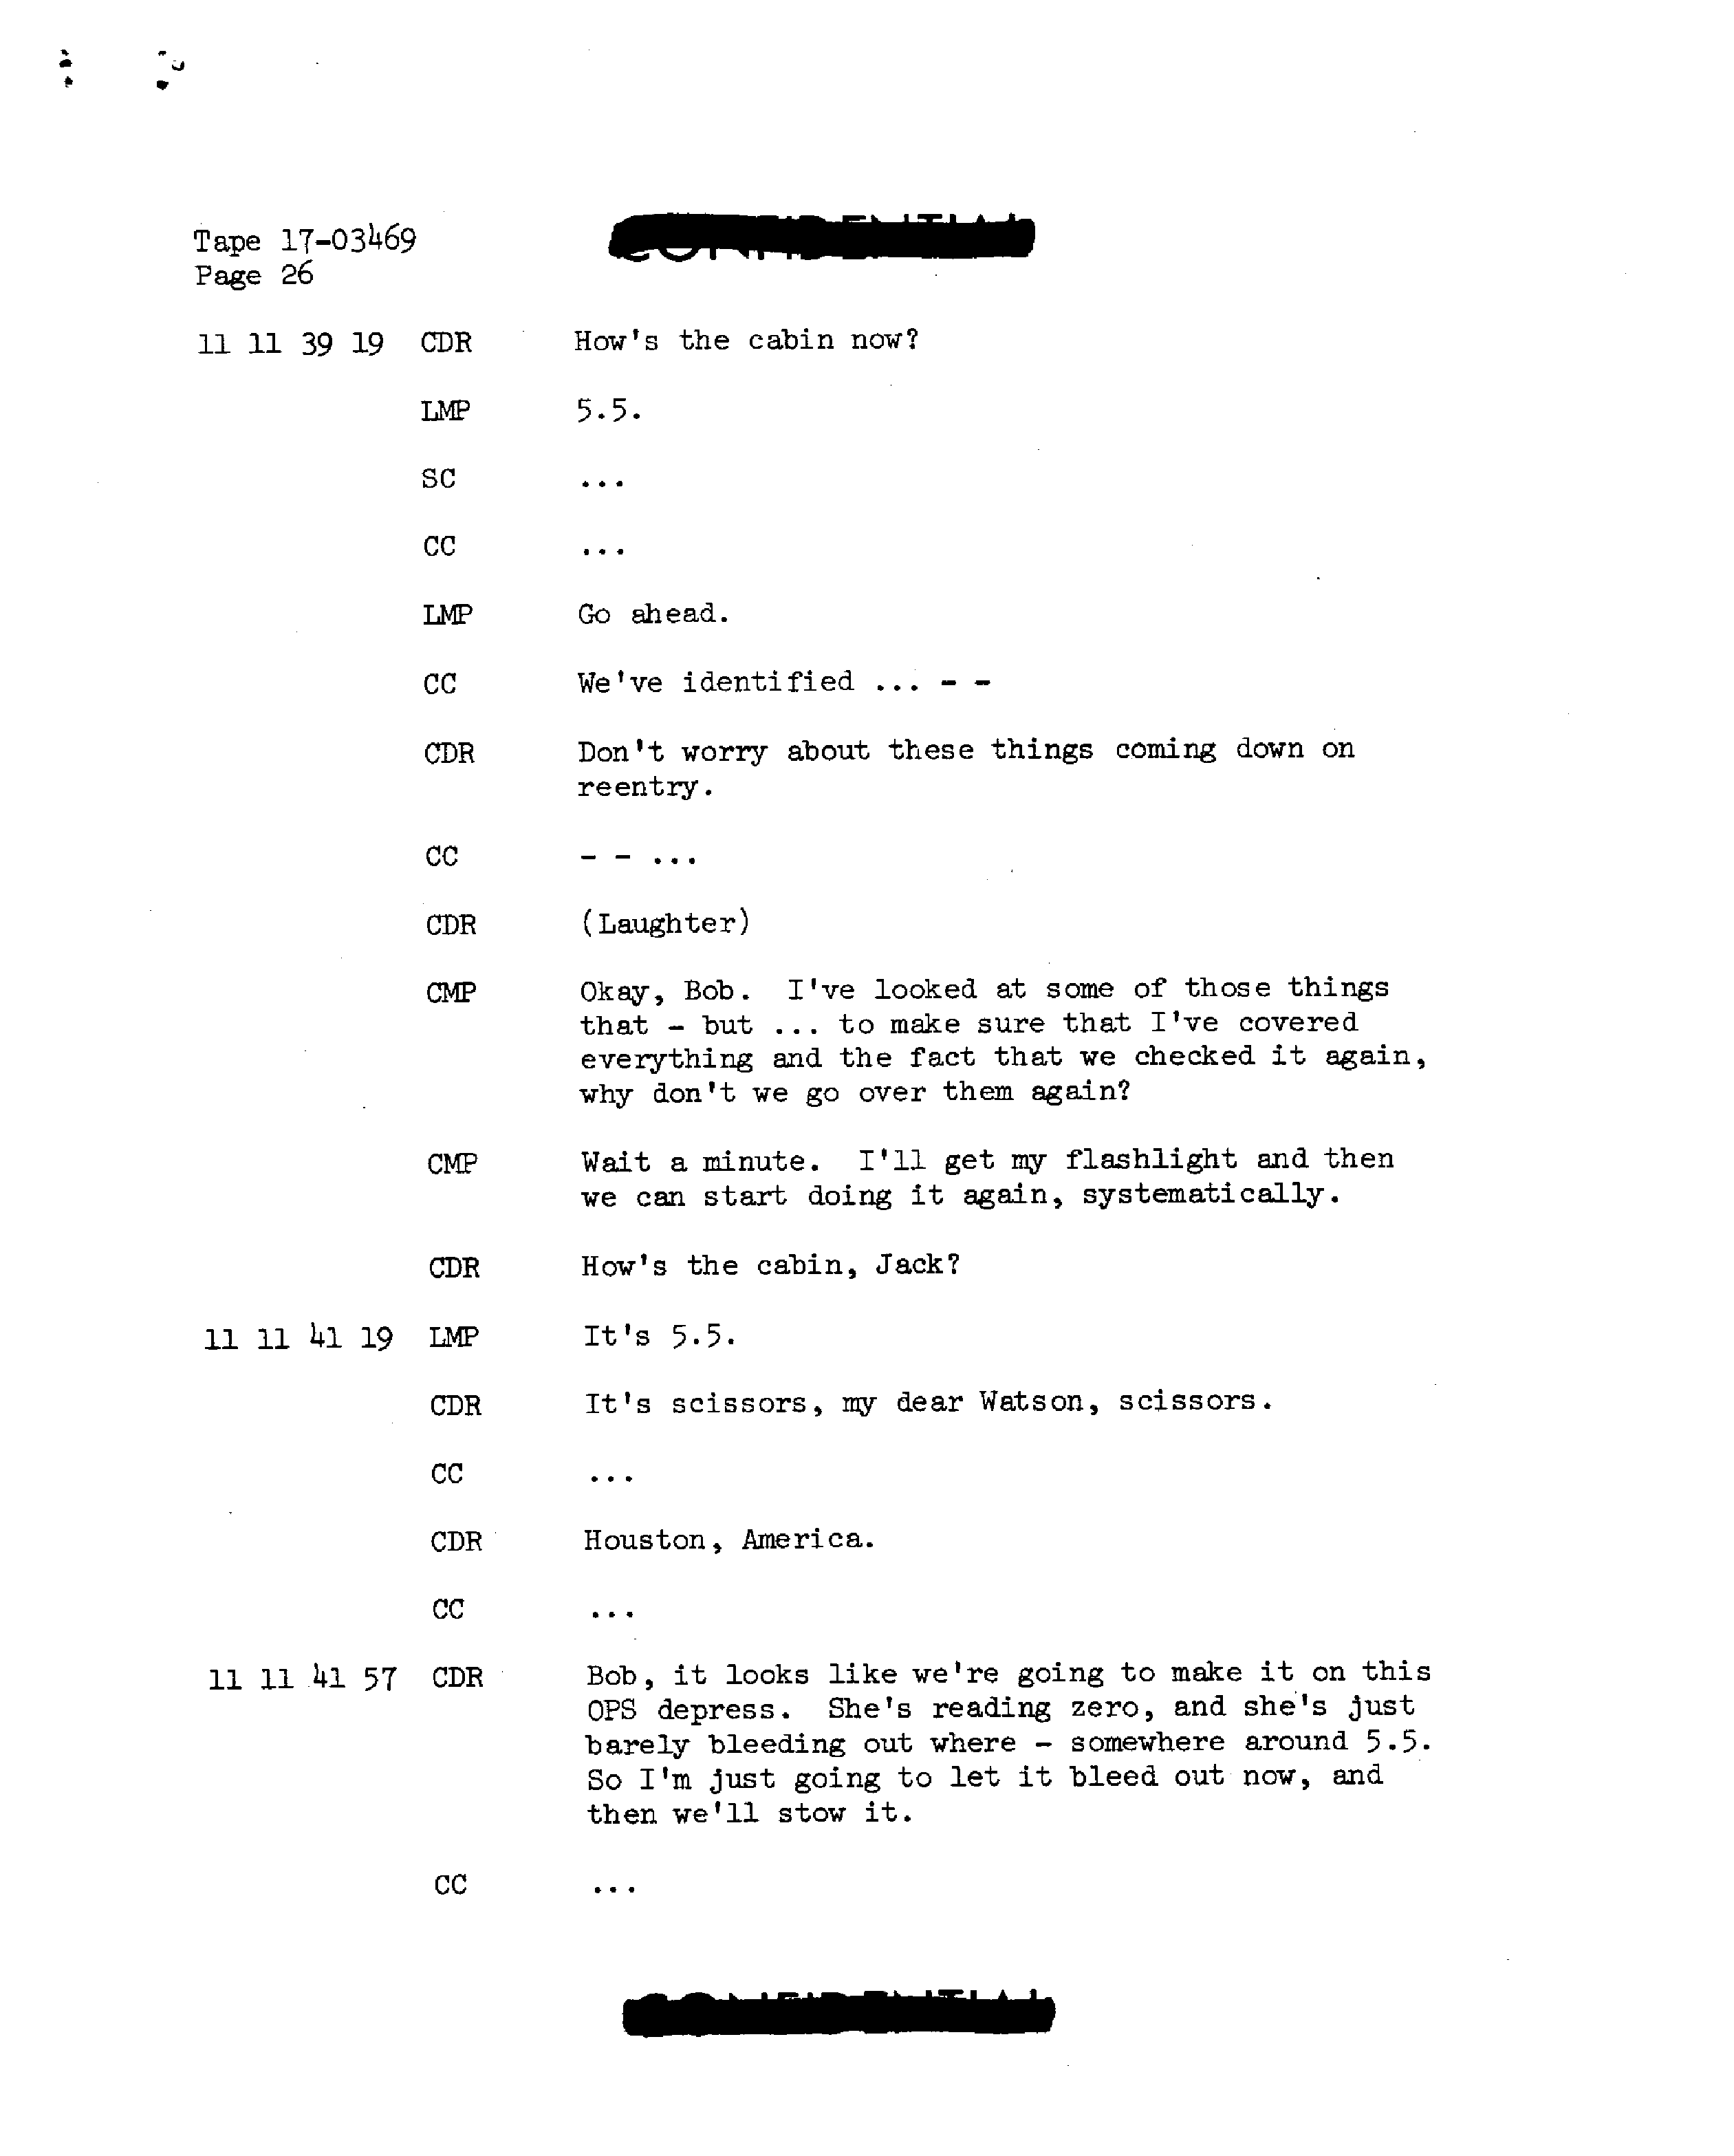 Tape 17-03469
Page 26
11 11 39 19 CDR How's the cabin now?
LMP 5.5.
SC ...
CC ...
LMP Go ahead.
CC We've identified ... - -
CDR Don't worry about these things coming down on
reentry.
CC - - ...
CDR (Laughter)
CMP Okay, Bob. I've looked at some of those things
that - but ... to make sure that I've covered
everything and the fact that we checked it again,
why don't we go over them again?
CMP Wait a minute. I'll get my flashlight and then
we can start doing it again, systematically.
CDR How's the cabin, Jack?
11 11 41 19 LMP It's 5.5.
CDR It's scissors, my dear Watson, scissors.
CC ...
CDR Houston, America.
CC ...
11 11 41 57 CDR Bob, it looks like we're going to make it on this
OPS depress. She's reading zero, and she's just
barely bleeding out where - somewhere around 5.5.
So I'm just going to let it bleed out now, and
then we'll stow it.
CC ...